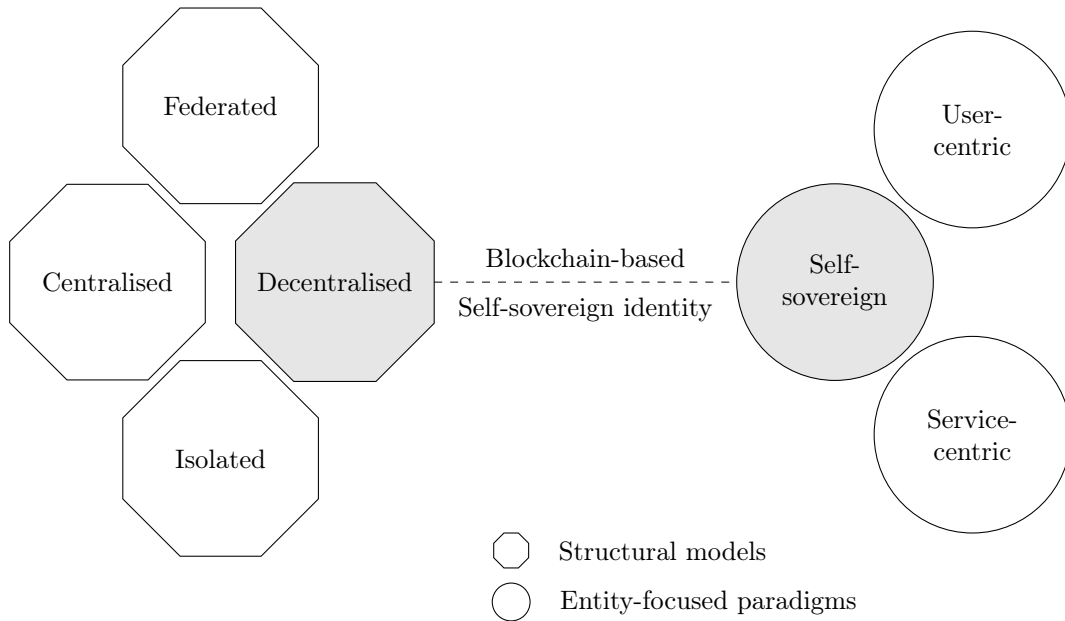 Federated
Centralised
Decentralised
Isolated
Blockchain-based
Self-sovereign identity
User-
centric
Self-
sovereign
Service-
centric
Structural models
Entity-focused paradigms